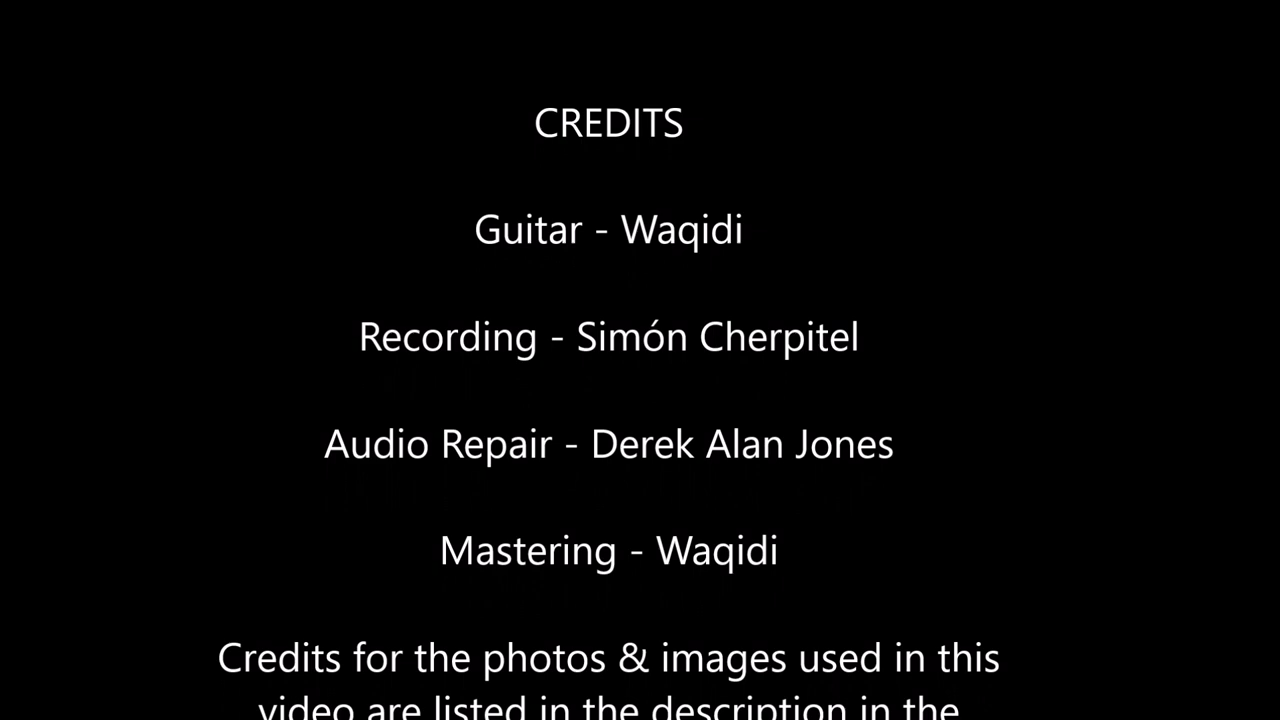 CREDITS
Guitar - Waqidi
Recording - Simón Cherpitel
Audio Repair - Derek Alan Jones
Mastering - Waqidi
Credits for the photos & images used in this
video are listed in the description in the